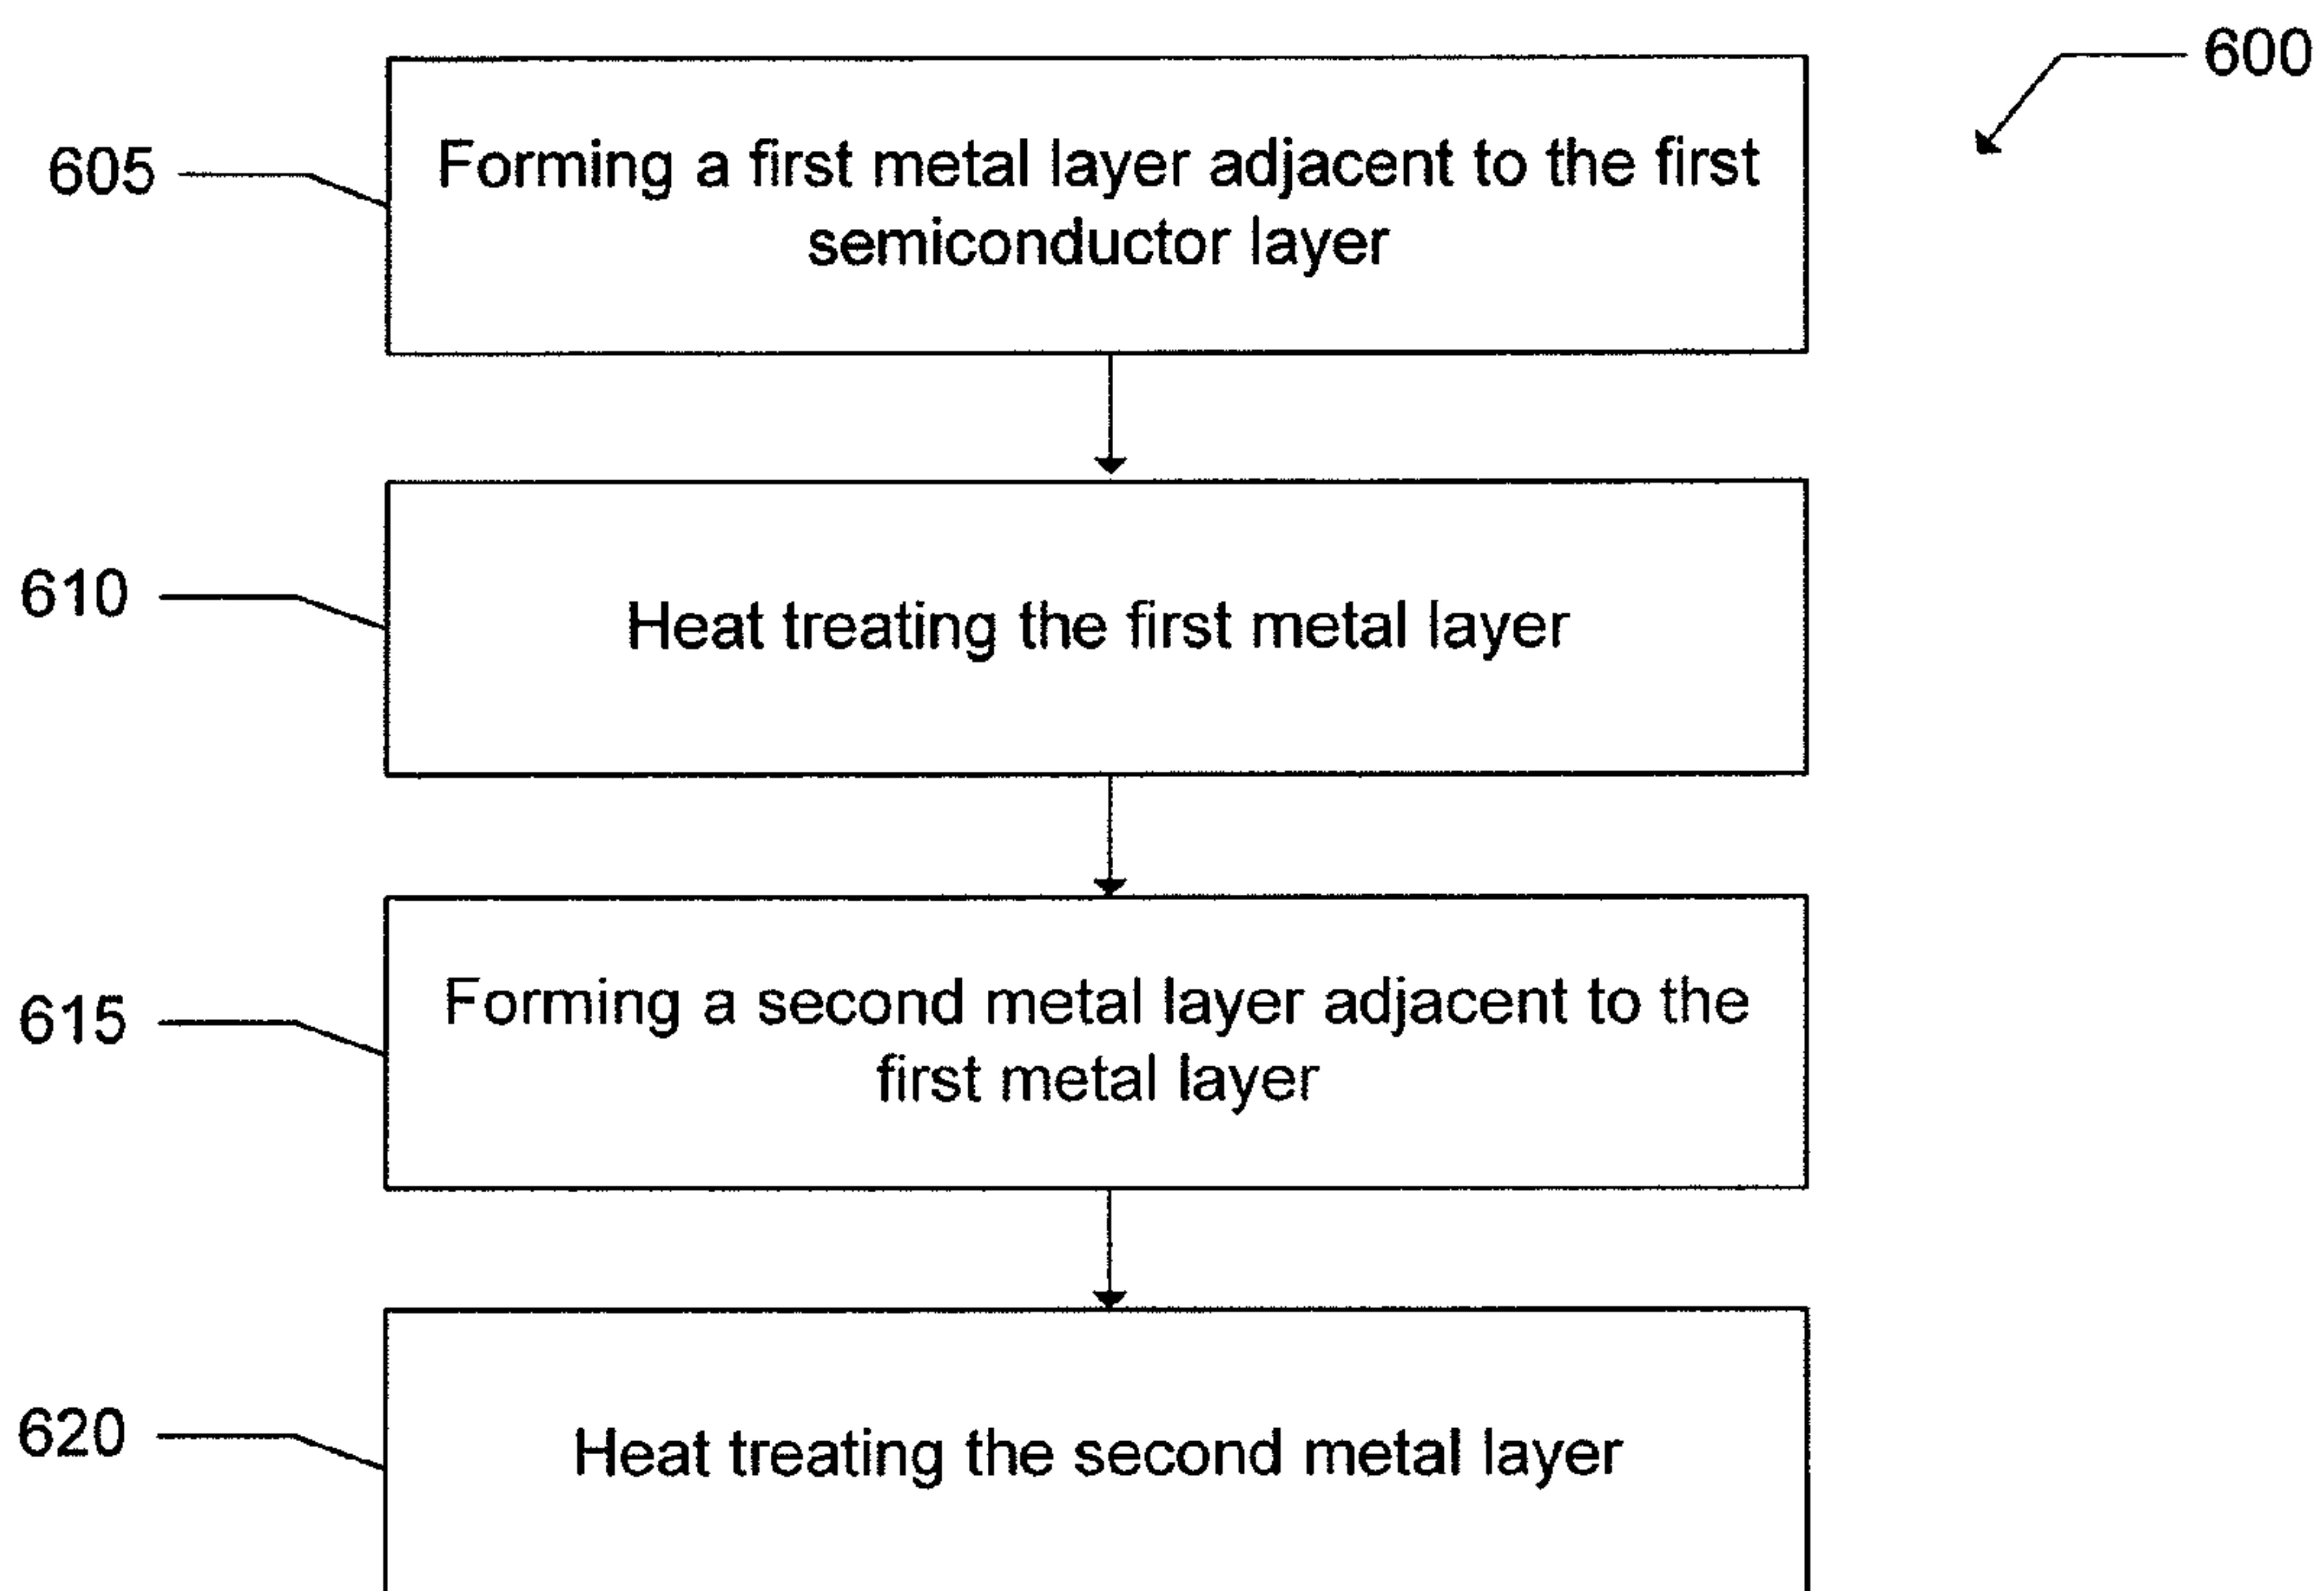 600
605
Forming a first metal layer adjacent to the first
semiconductor layer
610
Heat treating the first metal layer
615
Forming a second metal layer adjacent to the
first metal layer
620
Heat treating the second metal layer